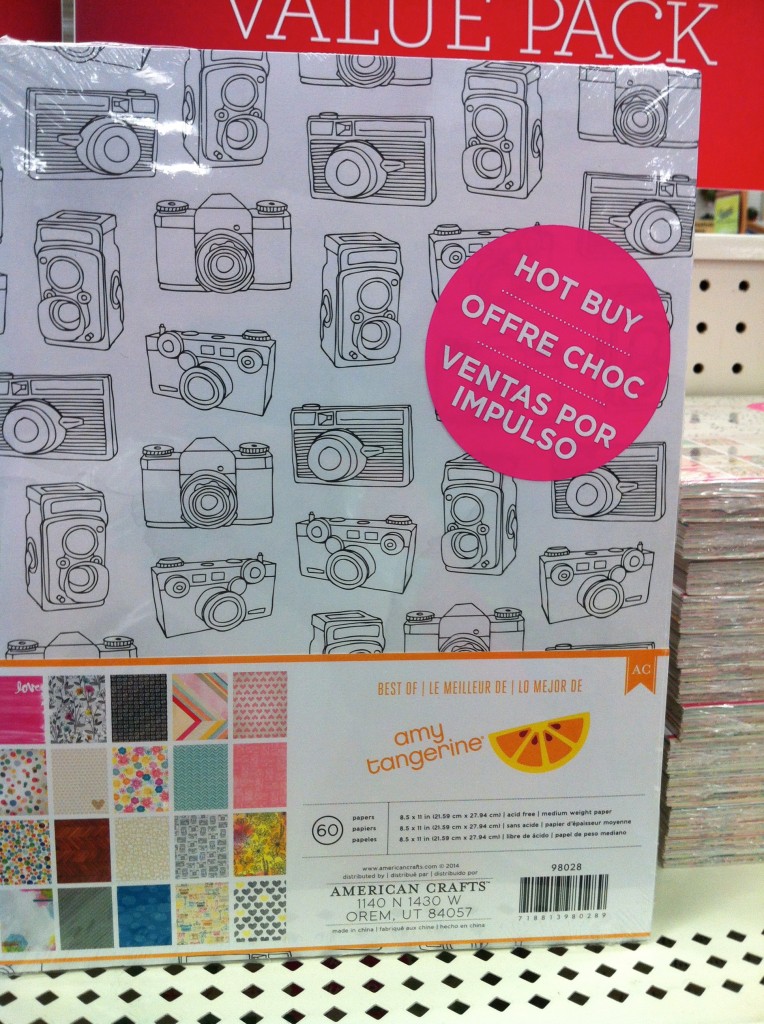 VALUE PACK
HOT BUY
OFFRE CHOC
VENTAS POR
IMPULSO
AC
love
BEST OF | LE MEILLEUR DE | LO MEJOR DE
amy
tangerine®
60
papers
papiers
papeles
8.5 x 11 in (21.59 cm x 27.94 cm) | acid free | medium weight paper
8.5 x 11 in (21.59 cm x 27.94 cm) | sans acide | papier d'épaisseur moyenne
8.5 x 11 in (21.59 cm x 27.94 cm) | libre de ácido | papel de peso mediano
www.americancrafts.com © 2014
distributed by | distribué par | distribuido por
AMERICAN CRAFTS™
1140 N 1430 W
OREM, UT 84057
made in china | fabriqué aux chine | hecho en china
98028
718813980289